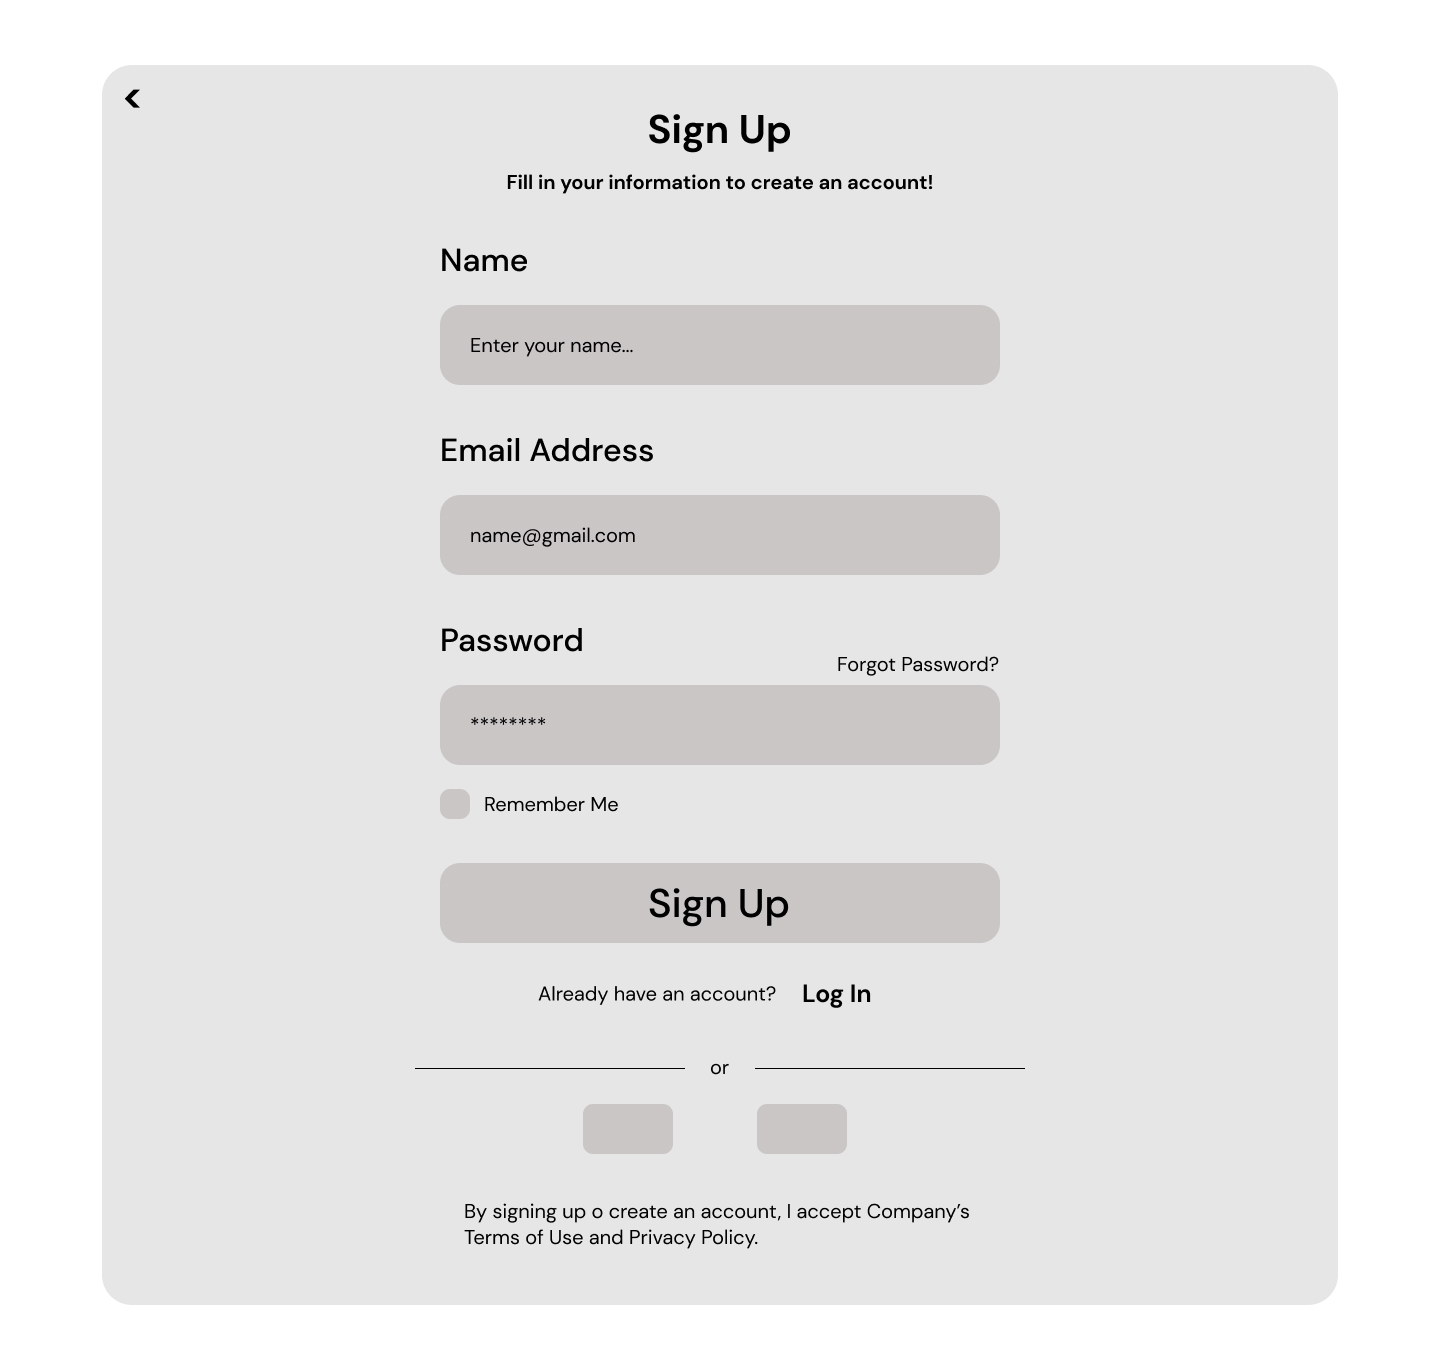 Sign Up
Fill in your information to create an account!
Name
Enter your name...
Email Address
name@gmail.com
Password
Forgot Password?
********
Remember Me
Sign Up
Already have an account? Log In
or
By signing up o create an account, I accept Company’s
Terms of Use and Privacy Policy.